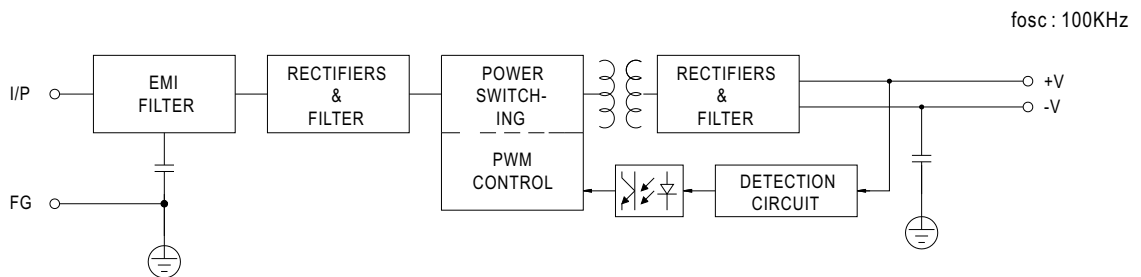 fosc : 100KHz
I/P
EMI
FILTER
RECTIFIERS
&
FILTER
POWER
SWITCH-
ING
PWM
CONTROL
RECTIFIERS
&
FILTER
+V
-V
DETECTION
CIRCUIT
FG